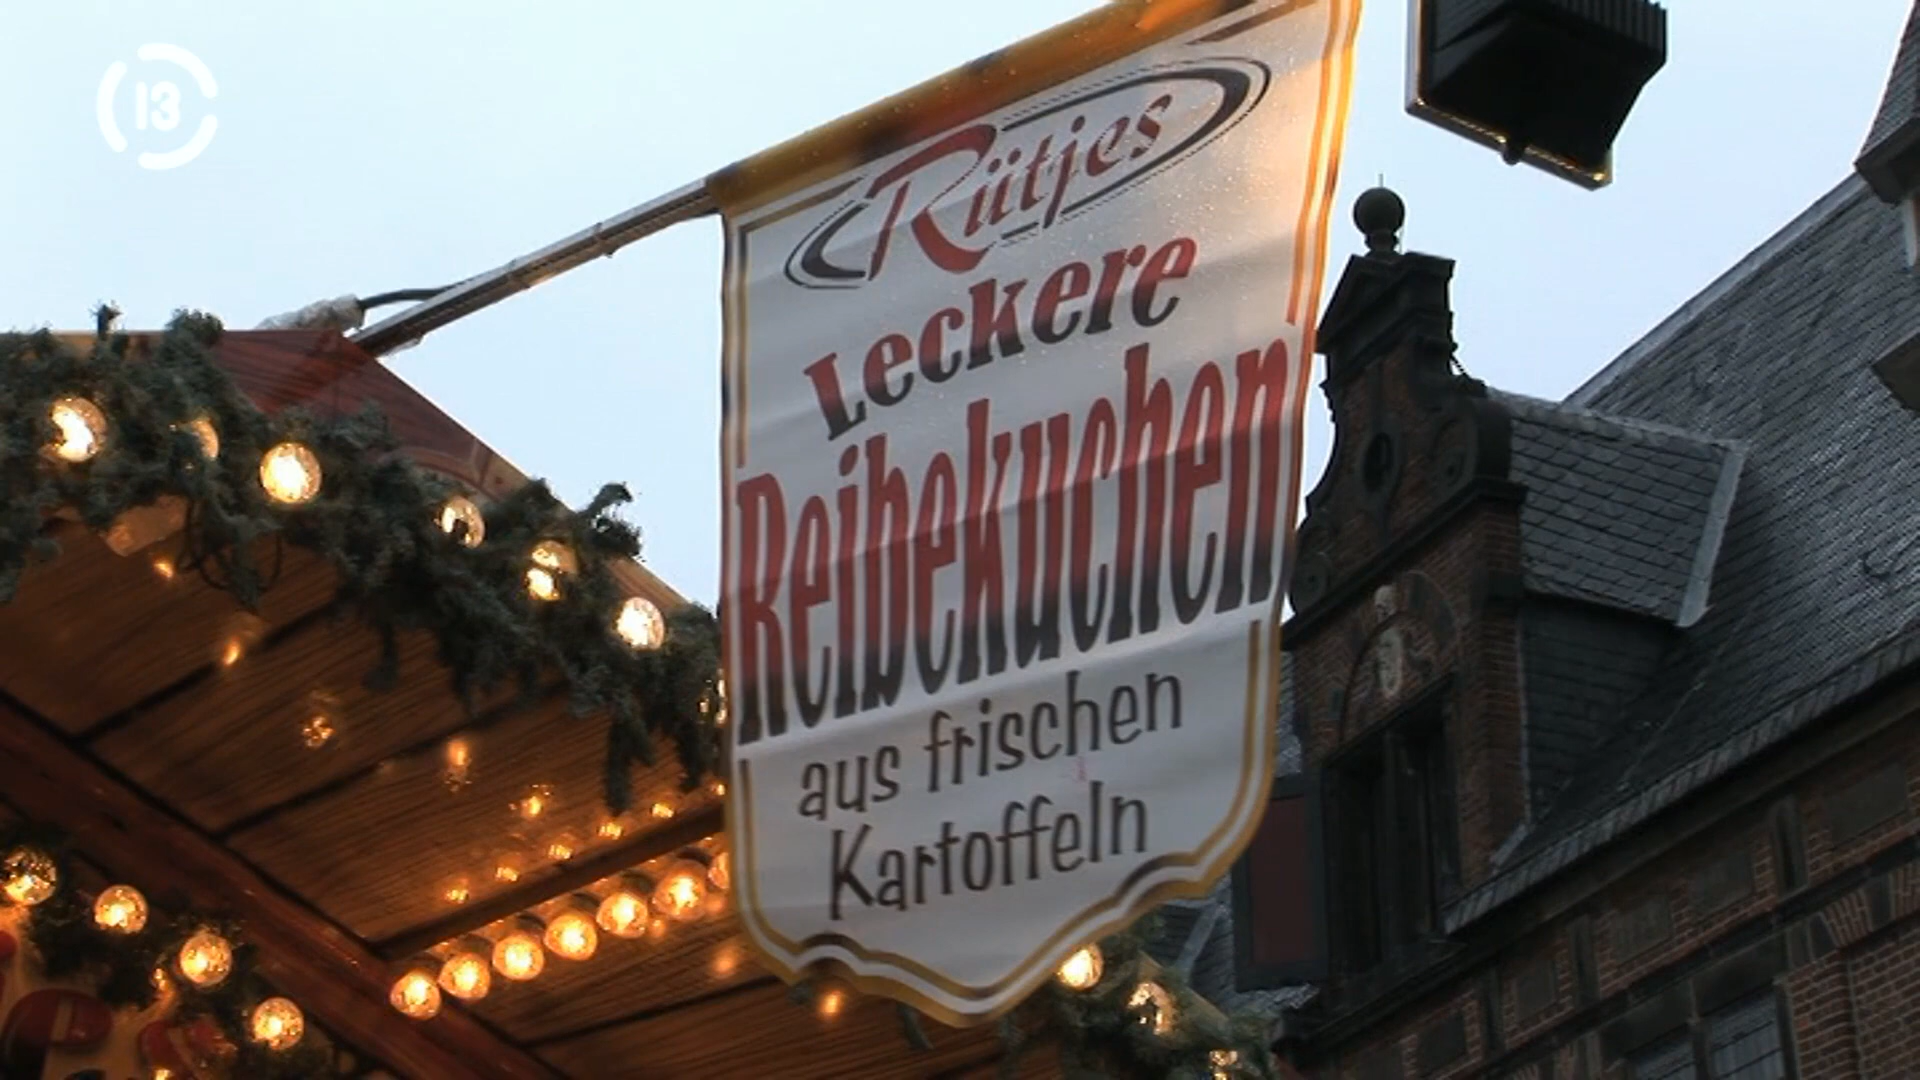 13
Rütjes
Leckere
Reibekuchen
aus frischen
Kartoffeln